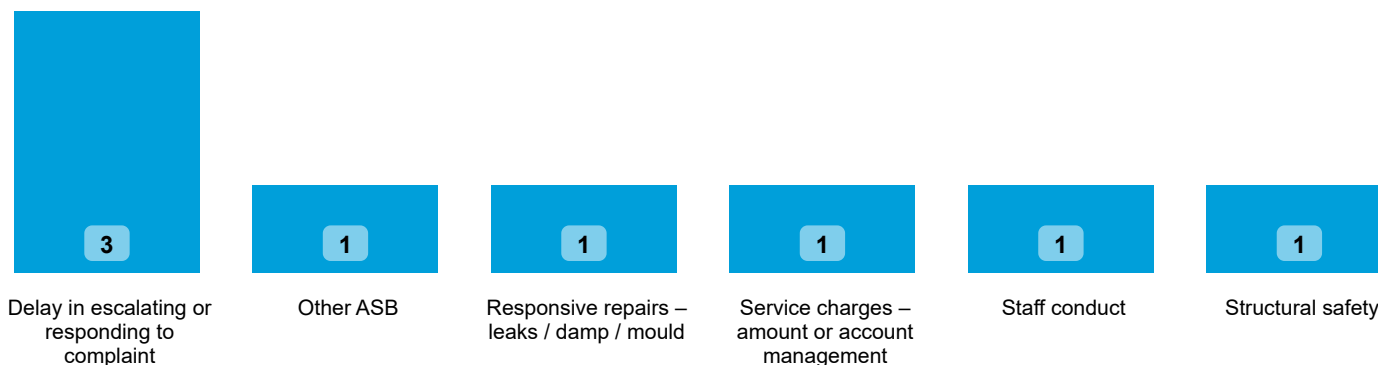 3
1
1
1
1
1
Delay in escalating or
responding to
complaint
Other ASB
Responsive repairs –
leaks / damp / mould
Service charges –
amount or account
management
Staff conduct
Structural safety